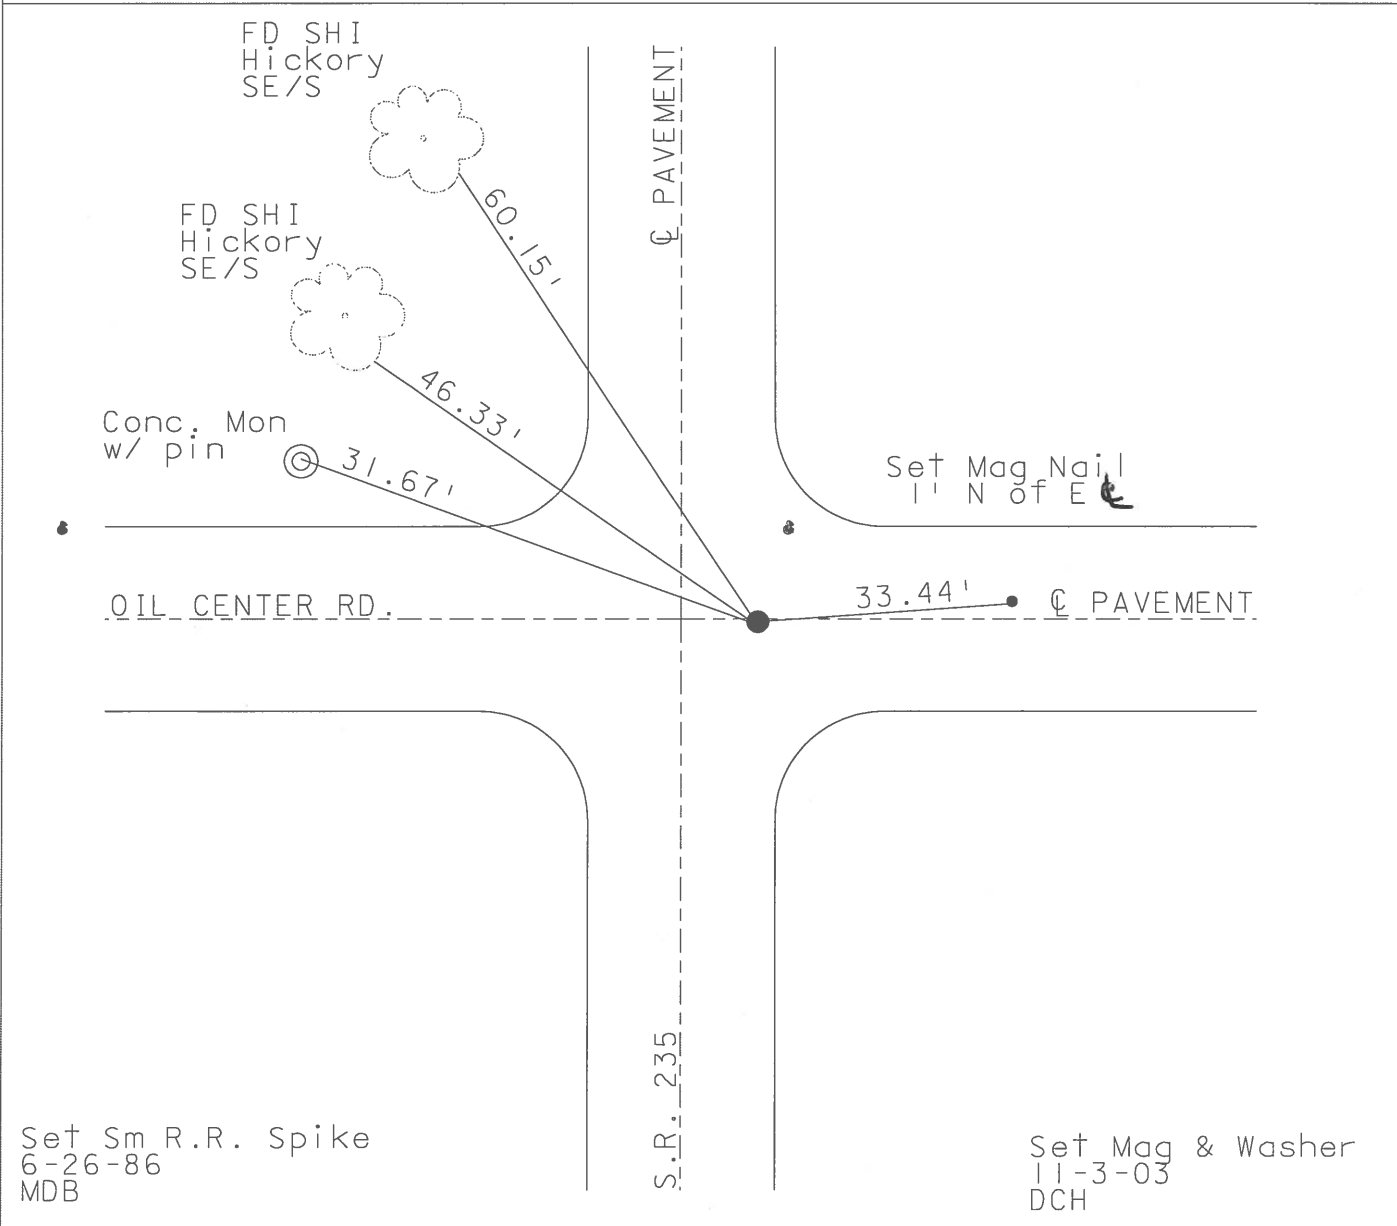 FD SHI
Hickory
SE/S
℄ PAVEMENT
60.15'
FD SHI
Hickory
SE/S
46.33'
Conc. Mon
w/ pin
31.67'
Set Mag Nail
1' N of E ℄
OIL CENTER RD.
33.44'
℄ PAVEMENT
S.R. 235
Set Sm R.R. Spike
6-26-86
MDB
Set Mag & Washer
11-3-03
DCH